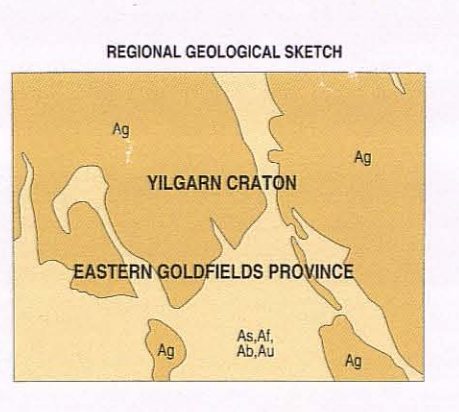 REGIONAL GEOLOGICAL SKETCH
Ag
Ag
YILGARN CRATON
EASTERN GOLDFIELDS PROVINCE
As,Af,
Ab,Au
Ag
Ag